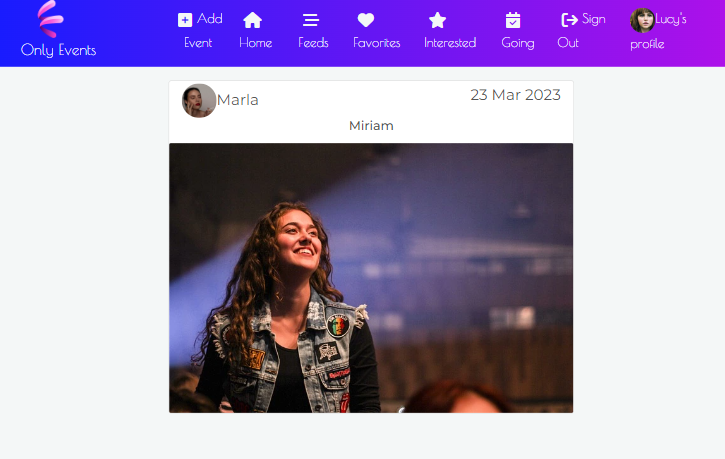 Add Sign Lucy's
Only Events Event Home Feeds Favorites Interested Going Out profile
Marla 23 Mar 2023
Miriam